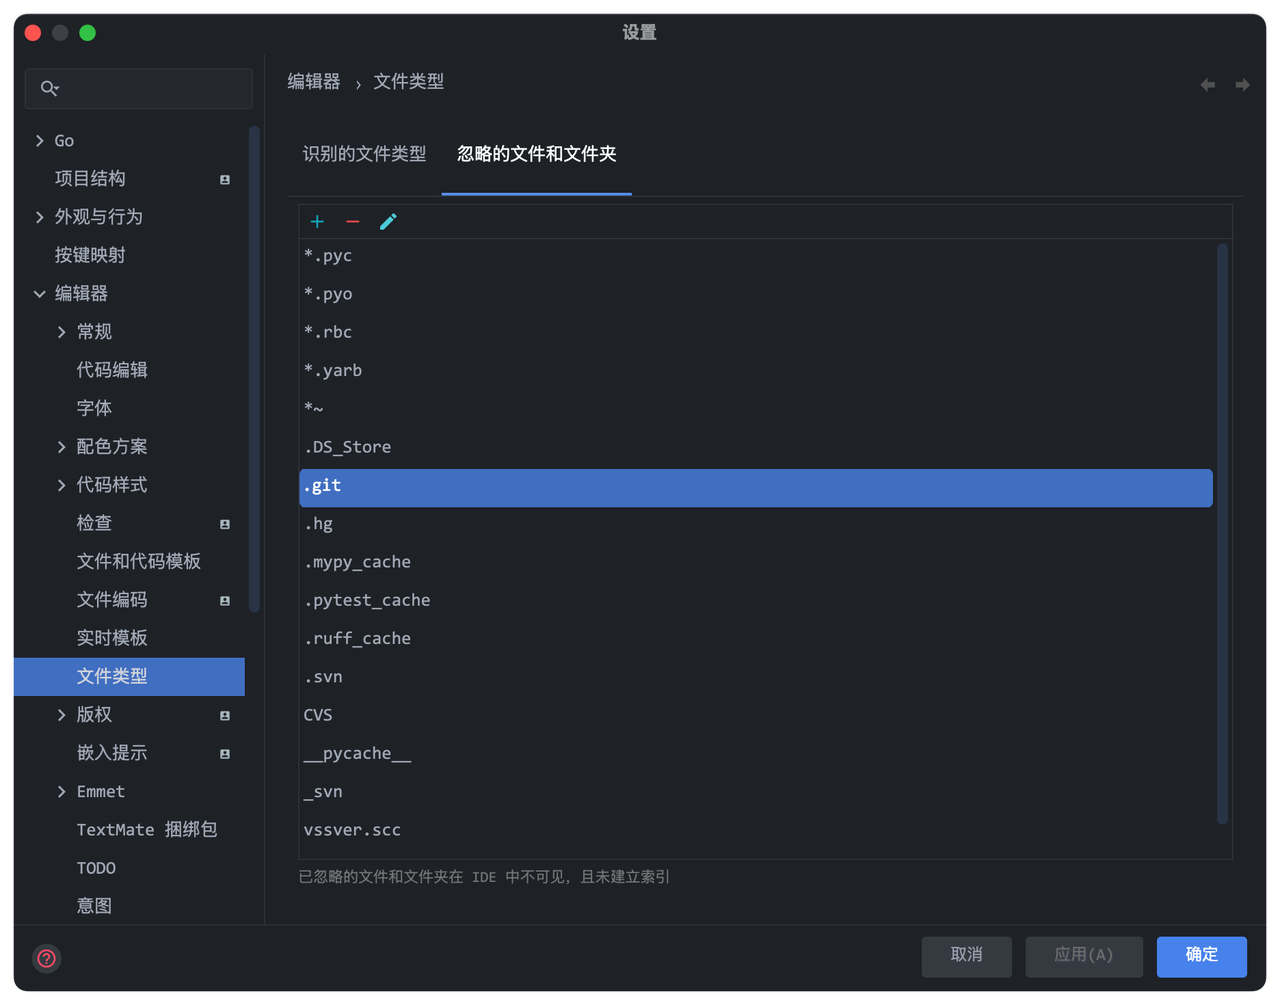 设置
编辑器 › 文件类型
Go
项目结构
外观与行为
按键映射
编辑器
常规
代码编辑
字体
配色方案
代码样式
检查
文件和代码模板
文件编码
实时模板
文件类型
版权
嵌入提示
Emmet
TextMate 捆绑包
TODO
意图
识别的文件类型 忽略的文件和文件夹
*.pyc
*.pyo
*.rbc
*.yarb
*~
.DS_Store
.git
.hg
.mypy_cache
.pytest_cache
.ruff_cache
.svn
CVS
__pycache__
_svn
vssver.scc
已忽略的文件和文件夹在 IDE 中不可见，且未建立索引
? 取消 应用(A) 确定